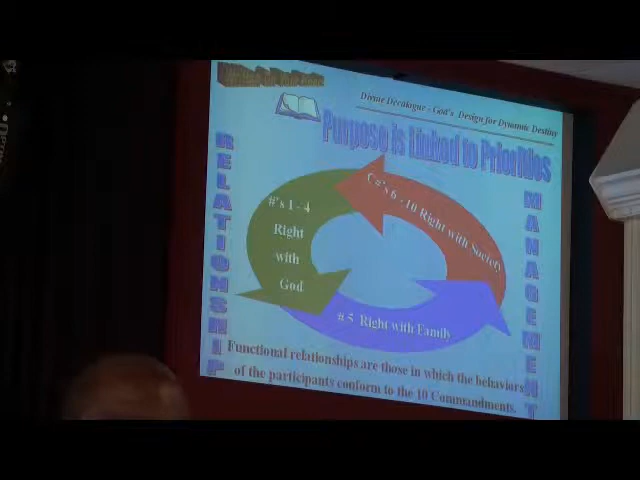 Divine Decalogue - God's Design for Dynamic Destiny
Purpose is Linked to Priorities
RELATIONSHIP
#'s 1 - 4
Right
with
God
#'s 6 - 10 Right with Society
# 5 Right with Family
MANAGEMENT
Functional relationships are those in which the behaviors
of the participants conform to the 10 Commandments.